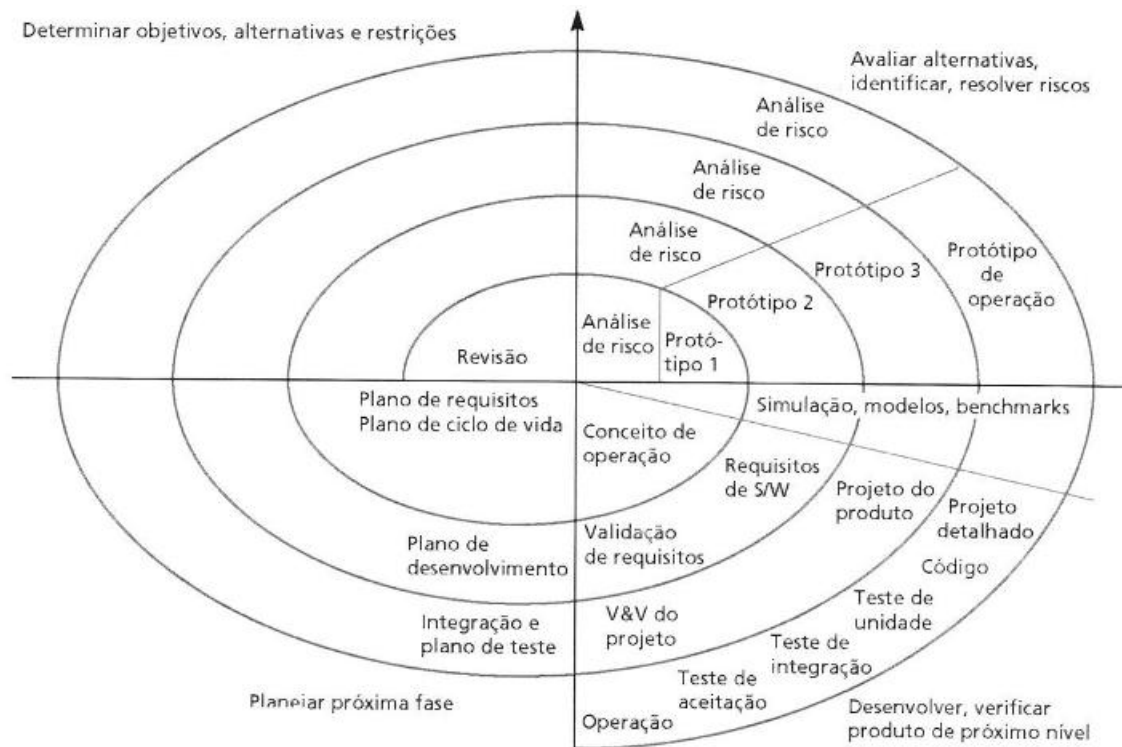 Determinar objetivos, alternativas e restrições
Avaliar alternativas,
identificar, resolver riscos
Análise
de risco
Análise
de risco
Análise
de risco
Protótipo
de
operação
Protótipo 3
Protótipo 2
Análise
de risco
Protó-
tipo 1
Revisão
Plano de requisitos
Plano de ciclo de vida
Simulação, modelos, benchmarks
Conceito de
operação
Requisitos
de S/W
Projeto do
produto
Projeto
detalhado
Plano de
desenvolvimento
Validação
de requisitos
Código
Integração e
plano de teste
V&V do
projeto
Teste de
unidade
Teste de
integração
Teste de
aceitação
Operação
Planejar próxima fase
Desenvolver, verificar
produto de próximo nível